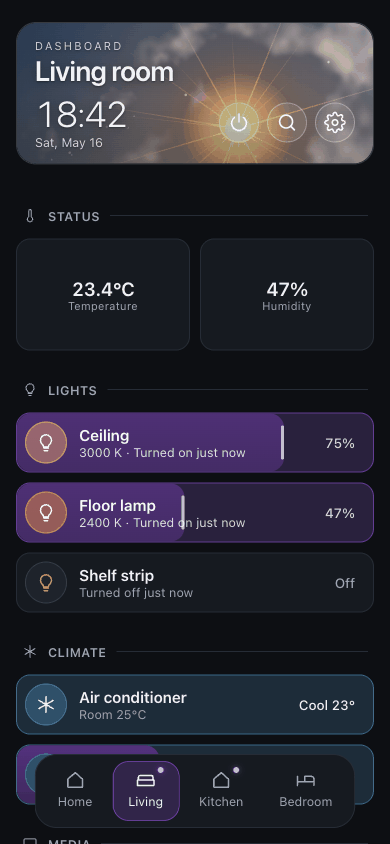 DASHBOARD
Living room
18:42
Sat, May 16
STATUS
23.4°C
Temperature
47%
Humidity
LIGHTS
Ceiling
3000 K · Turned on just now
75%
Floor lamp
2400 K · Turned on just now
47%
Shelf strip
Turned off just now
Off
CLIMATE
Air conditioner
Room 25°C
Cool 23°
Home
Living
Kitchen
Bedroom
MEDIA